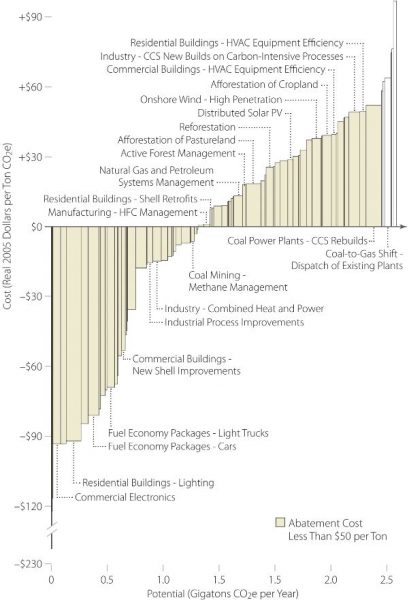 +$90
Residential Buildings - HVAC Equipment Efficiency
Industry - CCS New Builds on Carbon-Intensive Processes
Commercial Buildings - HVAC Equipment Efficiency
+$60
Afforestation of Cropland
Onshore Wind - High Penetration
Distributed Solar PV
Reforestation
Afforestation of Pastureland
+$30
Active Forest Management
Natural Gas and Petroleum
Systems Management
Residential Buildings - Shell Retrofits
Manufacturing - HFC Management
$0
Cost (Real 2005 Dollars per Ton CO2e)
Coal Power Plants - CCS Rebuilds
Coal-to-Gas Shift -
Dispatch of Existing Plants
Coal Mining -
Methane Management
–$30
Industry - Combined Heat and Power
Industrial Process Improvements
–$60
Commercial Buildings -
New Shell Improvements
–$90
Fuel Economy Packages - Light Trucks
Fuel Economy Packages - Cars
Residential Buildings - Lighting
Commercial Electronics
–$120
Abatement Cost
Less Than $50 per Ton
–$230
0 0.5 1.0 1.5 2.0 2.5
Potential (Gigatons CO2e per Year)